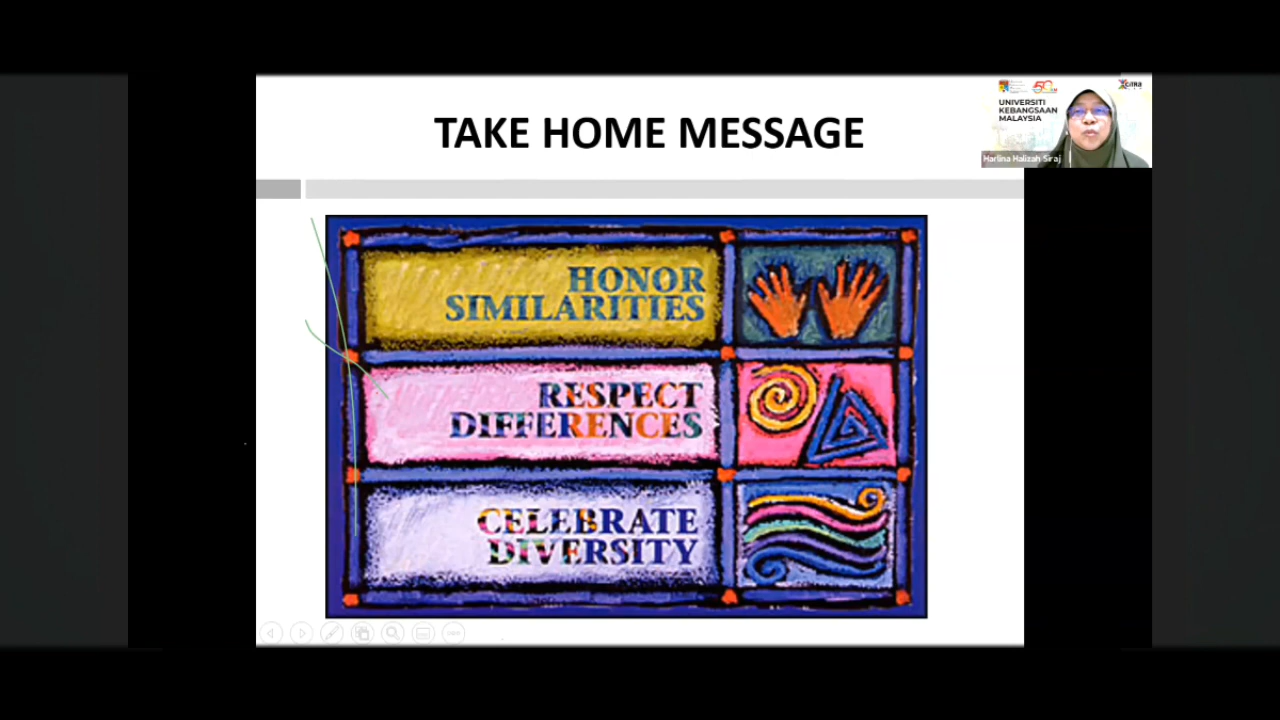 TAKE HOME MESSAGE
UNIVERSITI
KEBANGSAAN
MALAYSIA
Harlina Halizah Siraj
HONOR
SIMILARITIES
RESPECT
DIFFERENCES
CELEBRATE
DIVERSITY